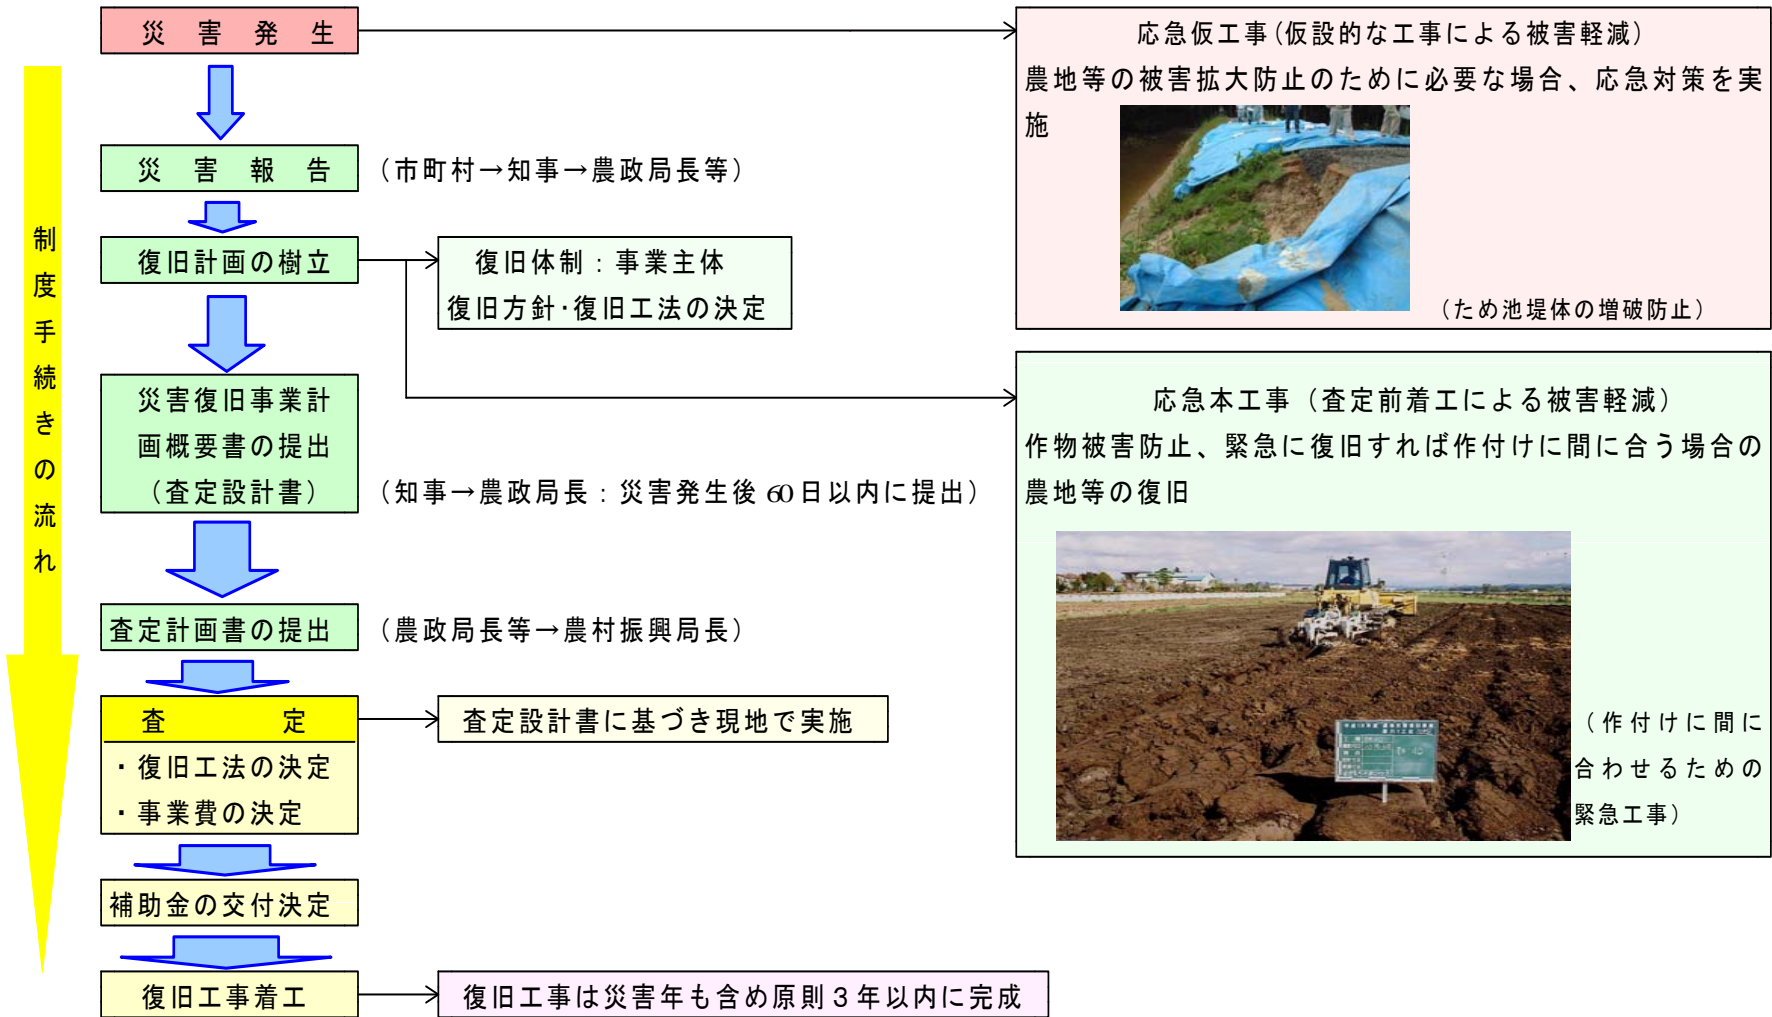 災害発生
応急仮工事(仮設的な工事による被害軽減)
農地等の被害拡大防止のために必要な場合、応急対策を実
施
(ため池堤体の増破防止)
制度手続きの流れ
災害報告
(市町村→知事→農政局長等)
復旧計画の樹立
復旧体制:事業主体
復旧方針・復旧工法の決定
応急本工事(査定前着工による被害軽減)
作物被害防止、緊急に復旧すれば作付けに間に合う場合の
農地等の復旧
(作付けに間に
合わせるための
緊急工事)
災害復旧事業計
画概要書の提出
(査定設計書)
(知事→農政局長:災害発生後60日以内に提出)
査定計画書の提出
(農政局長等→農村振興局長)
査定
査定設計書に基づき現地で実施
・復旧工法の決定
・事業費の決定
補助金の交付決定
復旧工事着工
復旧工事は災害年も含め原則3年以内に完成